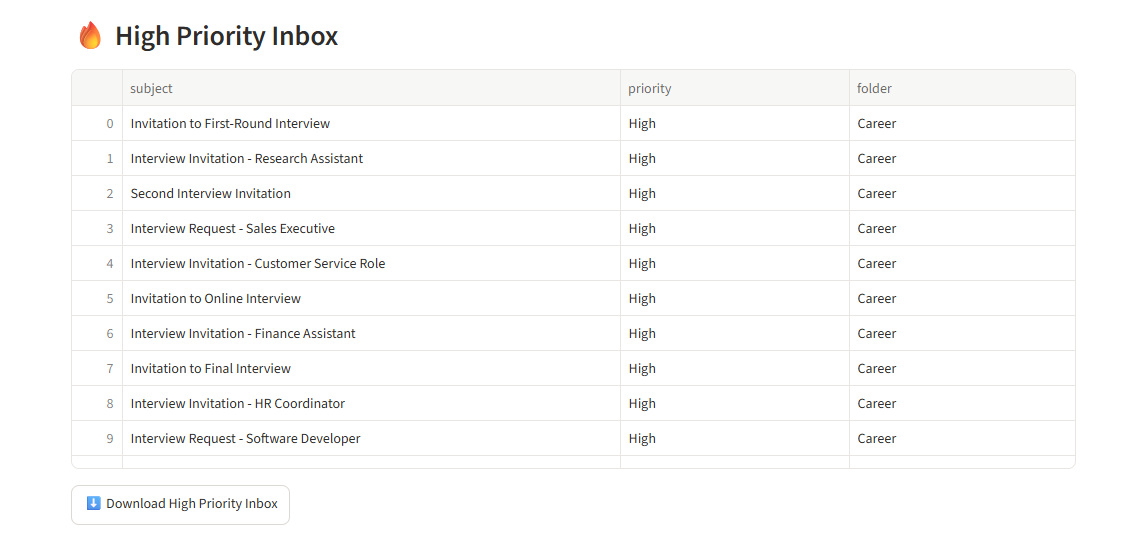 🔥 High Priority Inbox
subject priority folder
0 Invitation to First-Round Interview High Career
1 Interview Invitation - Research Assistant High Career
2 Second Interview Invitation High Career
3 Interview Request - Sales Executive High Career
4 Interview Invitation - Customer Service Role High Career
5 Invitation to Online Interview High Career
6 Interview Invitation - Finance Assistant High Career
7 Invitation to Final Interview High Career
8 Interview Invitation - HR Coordinator High Career
9 Interview Request - Software Developer High Career
⬇️ Download High Priority Inbox